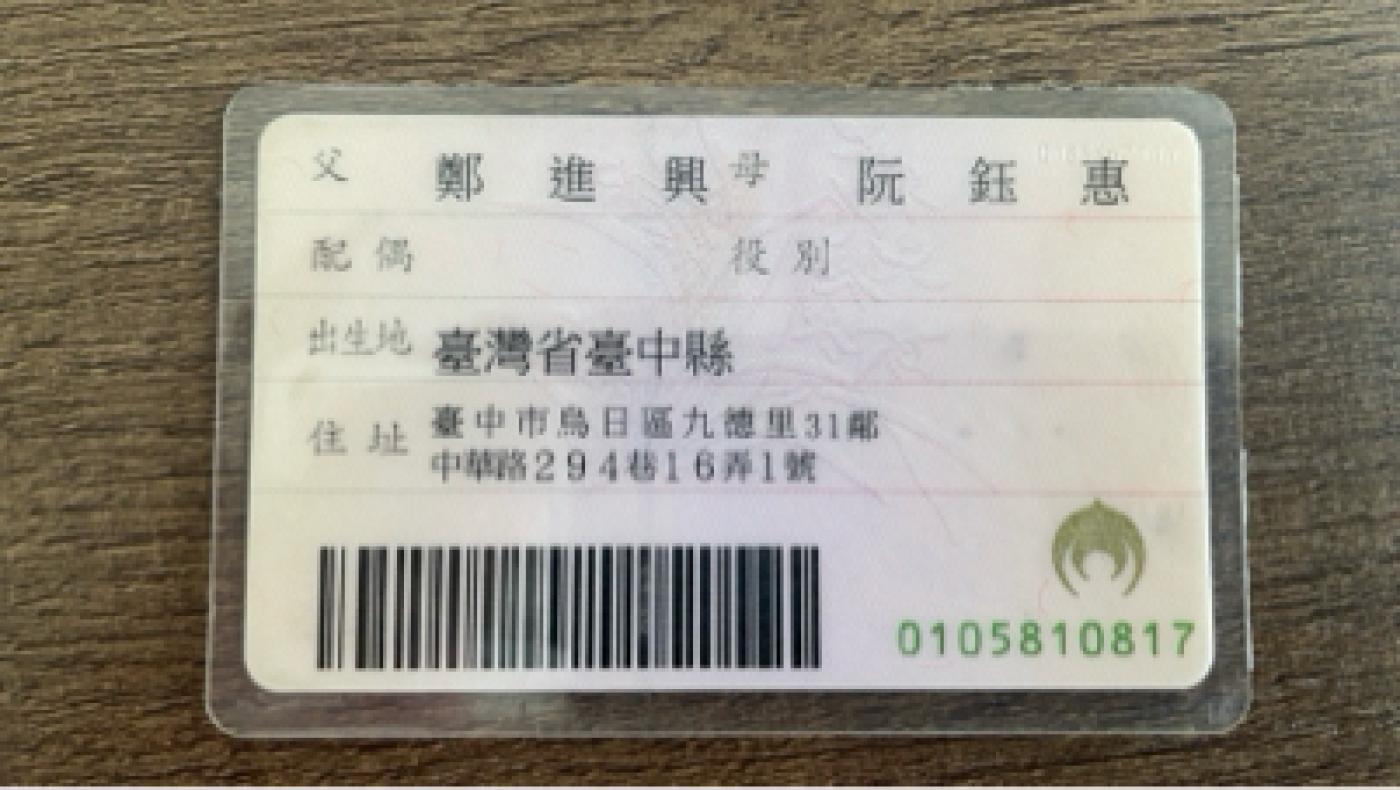 父 鄭進興 母 阮鈺惠
配偶 役別
出生地 臺灣省臺中縣
住址 臺中市烏日區九德里31鄰
中華路294巷16弄1號
0105810817